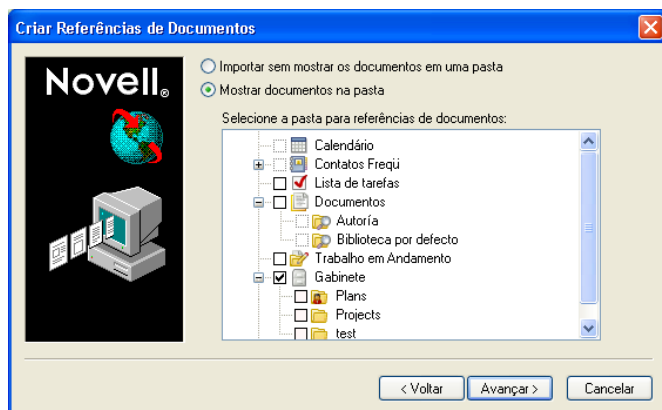 Criar Referências de Documentos
Novell®
Importar sem mostrar os documentos em uma pasta
Mostrar documentos na pasta
Selecione a pasta para referências de documentos:
Calendário
Contatos Freqü
Lista de tarefas
Documentos
Autoría
Biblioteca por defecto
Trabalho em Andamento
Gabinete
Plans
Projects
test
< Voltar
Avançar >
Cancelar